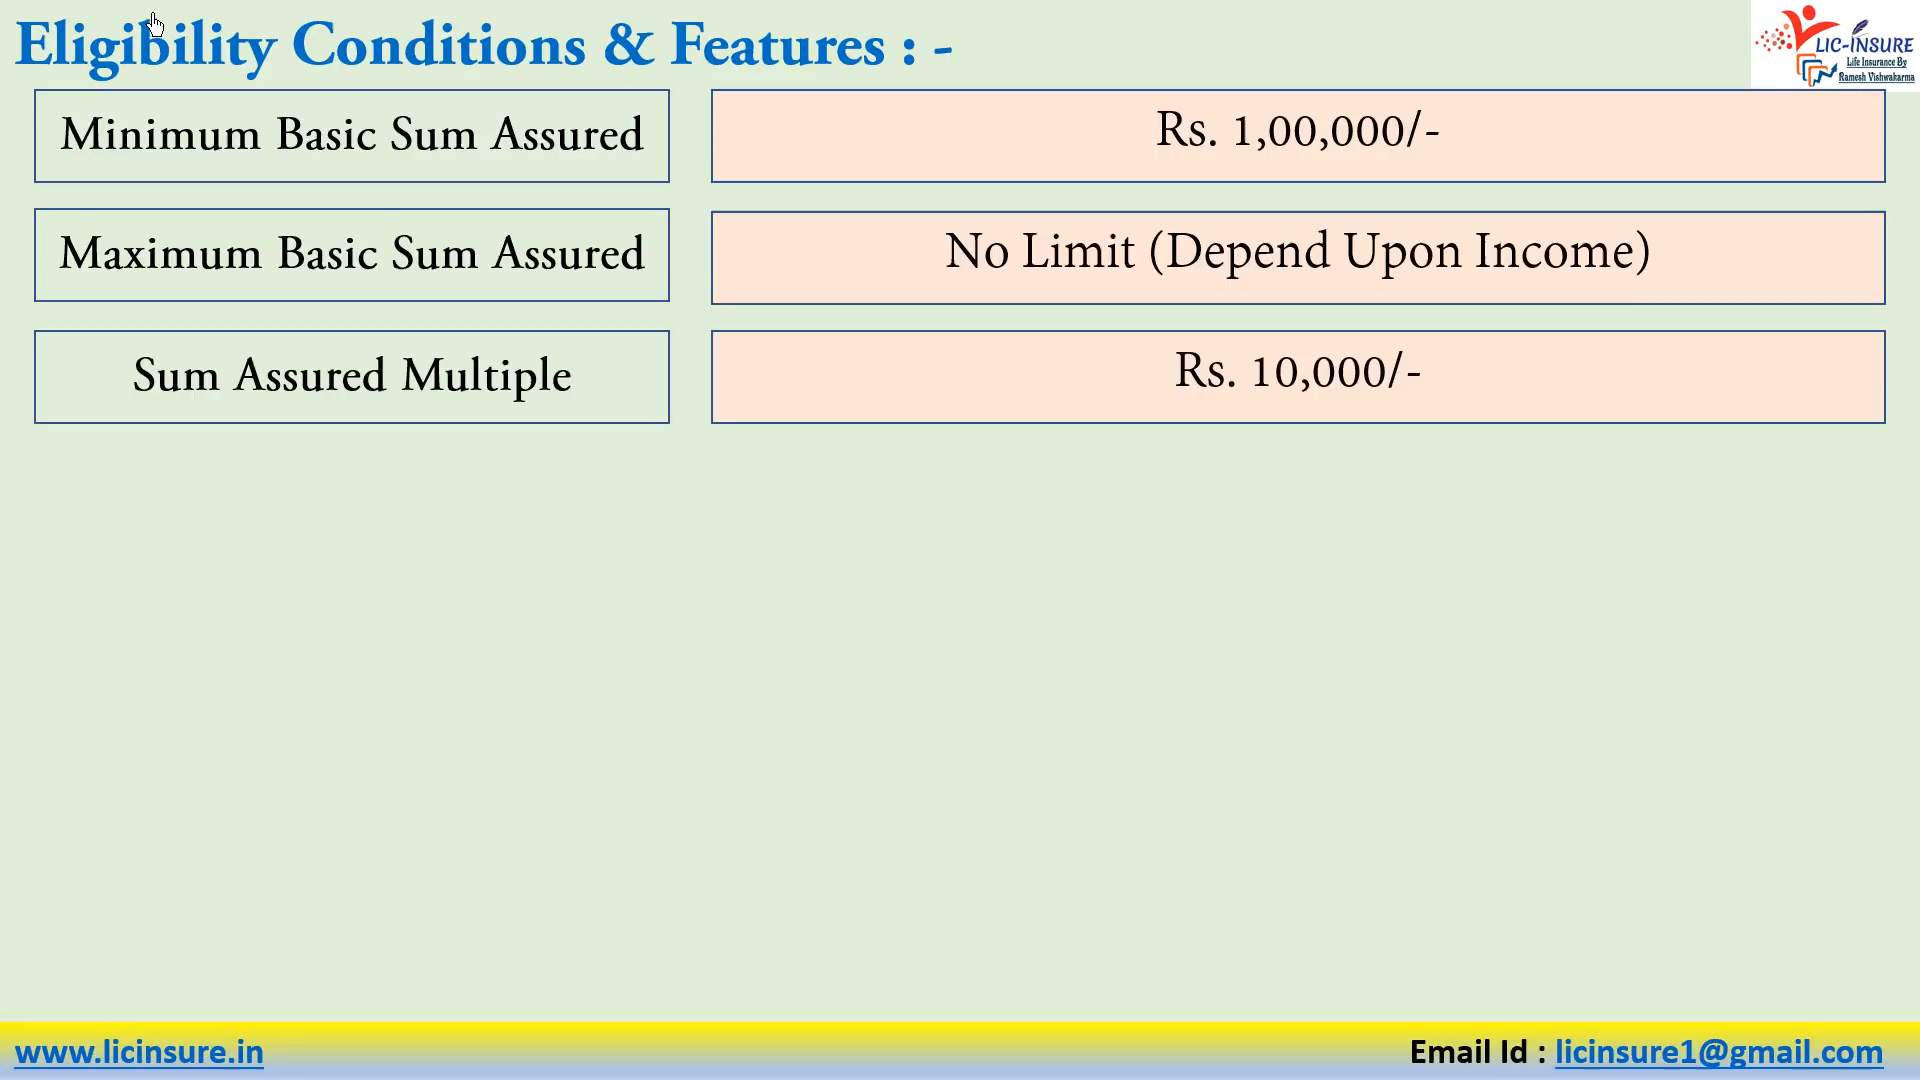 Eligibility Conditions & Features : -
LIC-INSURE
Life Insurance By
Ramesh Vishwakarma
Minimum Basic Sum Assured
Rs. 1,00,000/-
Maximum Basic Sum Assured
No Limit (Depend Upon Income)
Sum Assured Multiple
Rs. 10,000/-
www.licinsure.in
Email Id : licinsure1@gmail.com